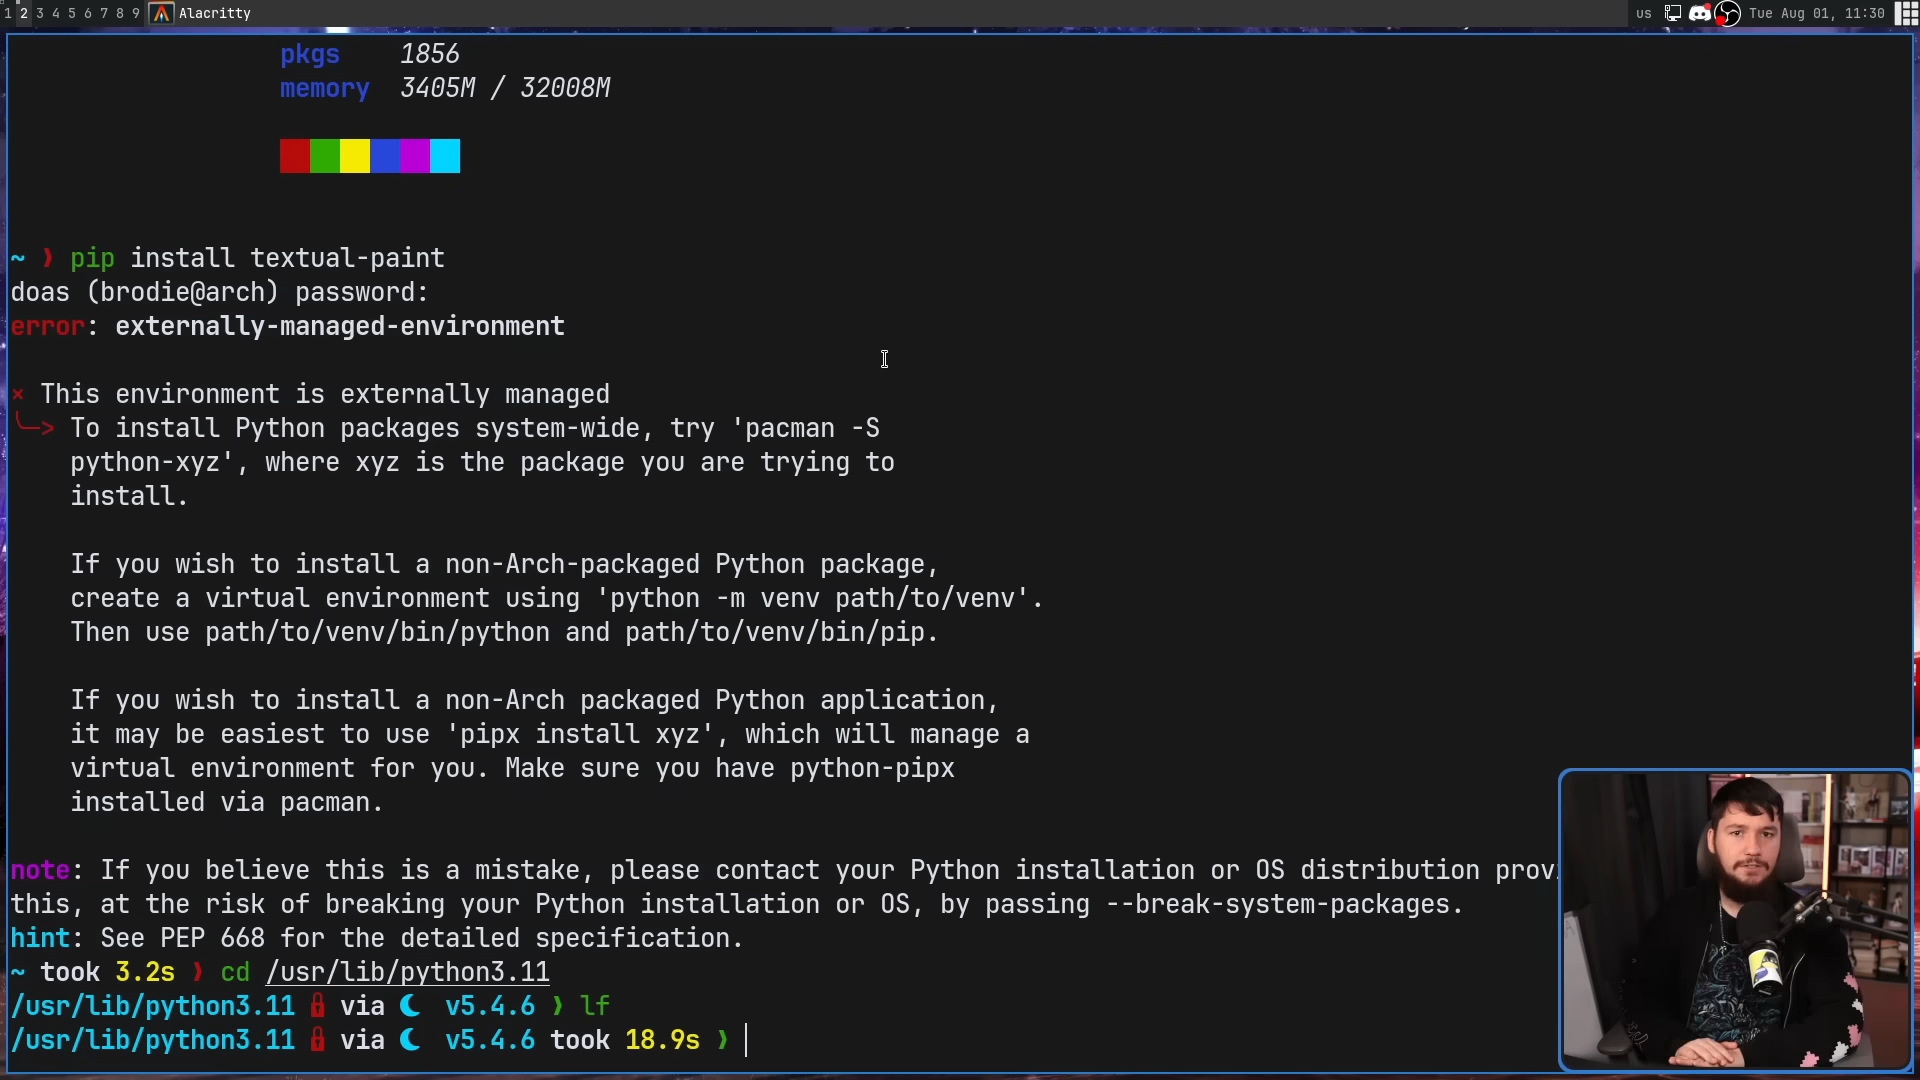 1 2 3 4 5 6 7 8 9 Alacritty us Tue Aug 01, 11:30
pkgs 1856
memory 3405M / 32008M
~ ❯ pip install textual-paint
doas (brodie@arch) password:
error: externally-managed-environment
× This environment is externally managed
╰─> To install Python packages system-wide, try 'pacman -S
python-xyz', where xyz is the package you are trying to
install.
If you wish to install a non-Arch-packaged Python package,
create a virtual environment using 'python -m venv path/to/venv'.
Then use path/to/venv/bin/python and path/to/venv/bin/pip.
If you wish to install a non-Arch packaged Python application,
it may be easiest to use 'pipx install xyz', which will manage a
virtual environment for you. Make sure you have python-pipx
installed via pacman.
note: If you believe this is a mistake, please contact your Python installation or OS distribution prov
this, at the risk of breaking your Python installation or OS, by passing --break-system-packages.
hint: See PEP 668 for the detailed specification.
~ took 3.2s ❯ cd /usr/lib/python3.11
/usr/lib/python3.11 via v5.4.6 ❯ lf
/usr/lib/python3.11 via v5.4.6 took 18.9s ❯